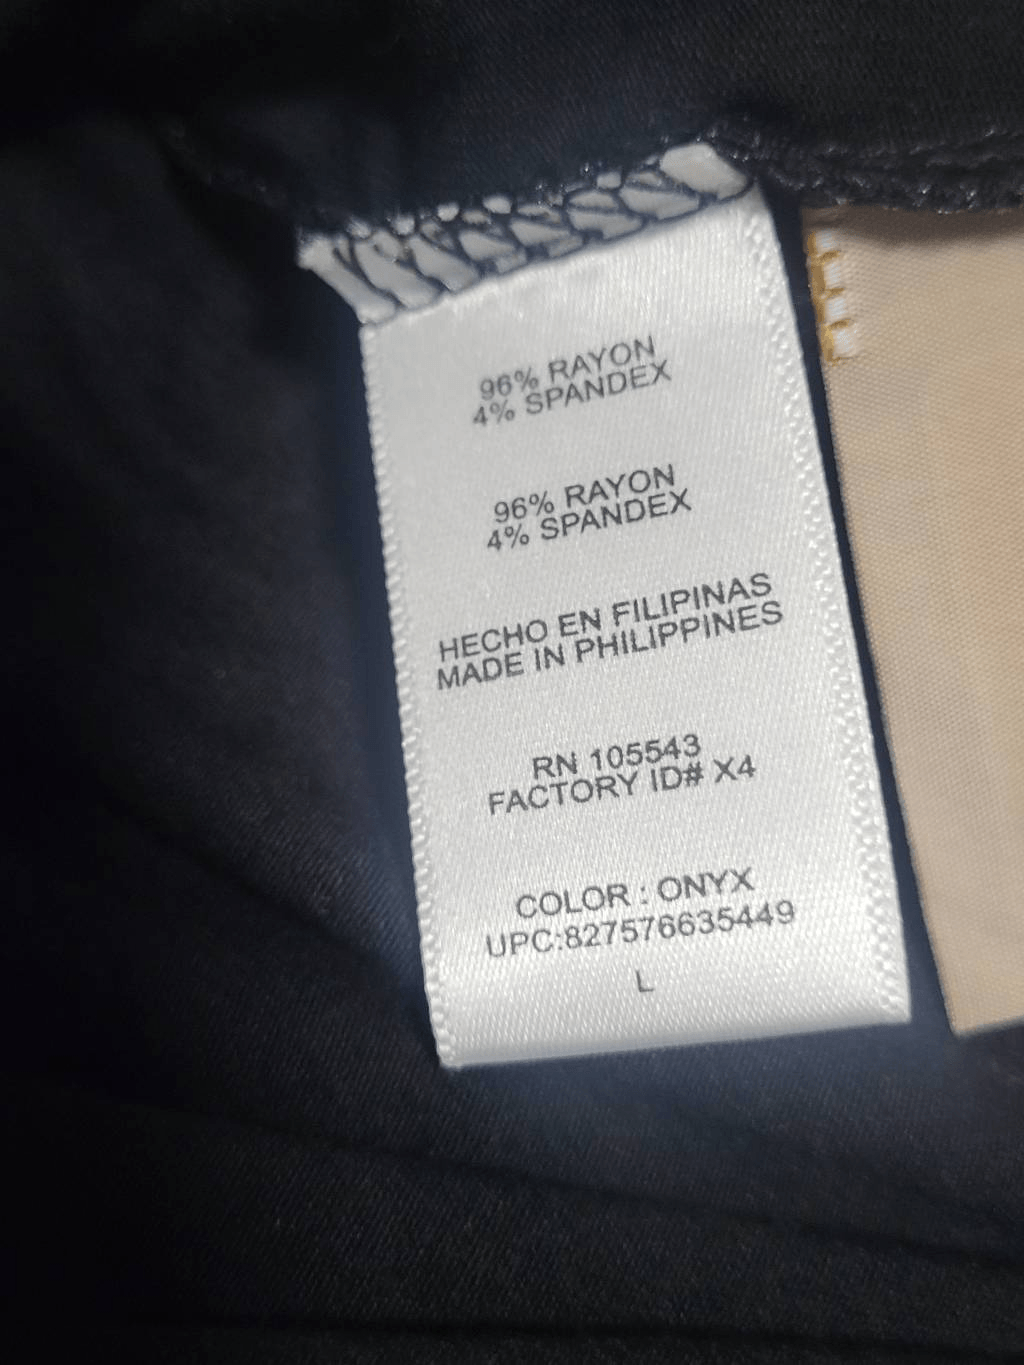 96% RAYON
4% SPANDEX
96% RAYON
4% SPANDEX
HECHO EN FILIPINAS
MADE IN PHILIPPINES
RN 105543
FACTORY ID# X4
COLOR : ONYX
UPC:827576635449
L